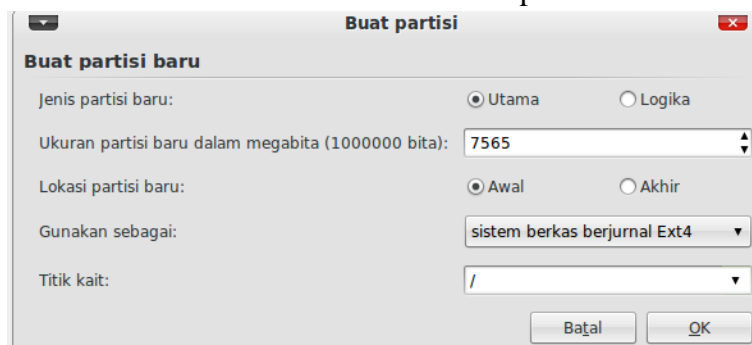 Buat partisi
Buat partisi baru
Jenis partisi baru: Utama Logika
Ukuran partisi baru dalam megabita (1000000 bita): 7565
Lokasi partisi baru: Awal Akhir
Gunakan sebagai: sistem berkas berjurnal Ext4
Titik kait: /
Batal OK